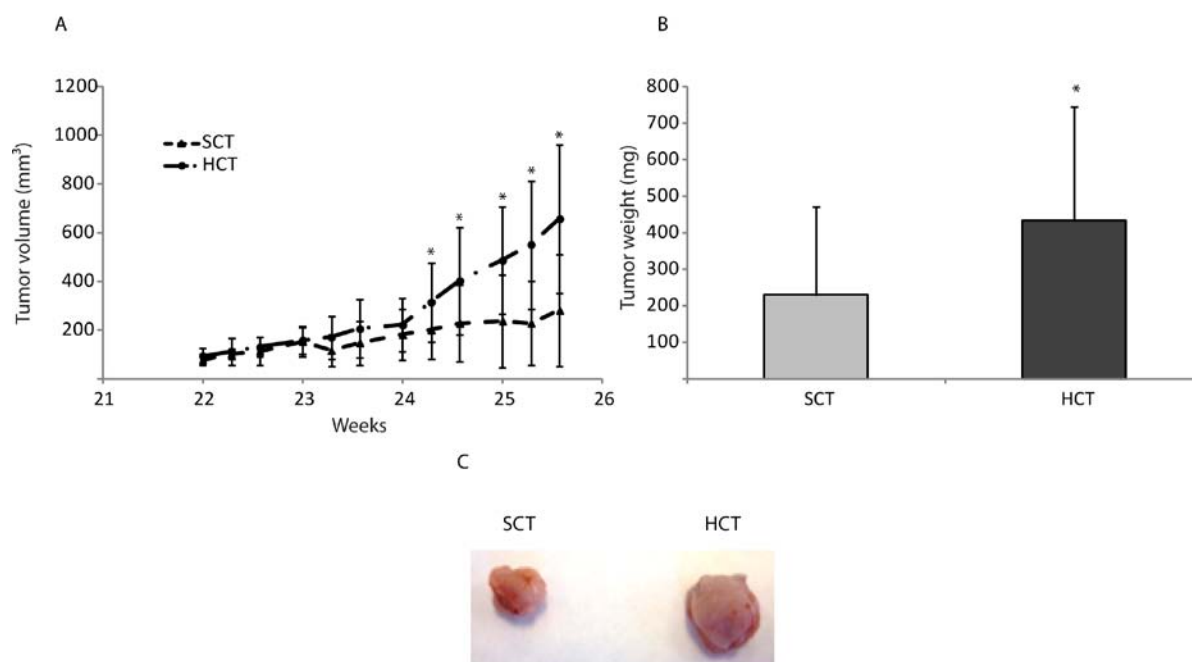 A
Tumor volume (mm³)
1200
1000
800
600
400
200
SCT
HCT
*
*
*
*
*
21
22
23
24
25
26
Weeks
B
Tumor weight (mg)
800
700
600
500
400
300
200
100
*
SCT
HCT
C
SCT
HCT